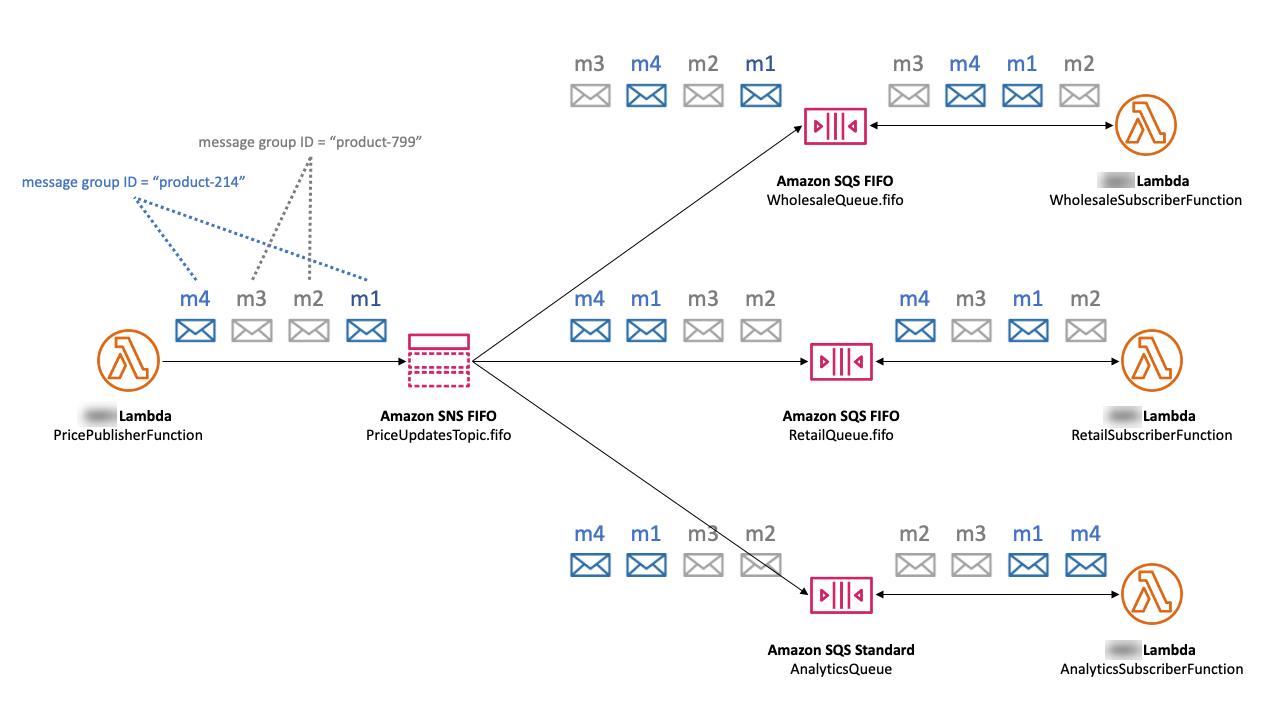 m3 m4 m2 m1
m3 m4 m1 m2
message group ID = “product-799”
message group ID = “product-214”
Amazon SQS FIFO
WholesaleQueue.fifo
Lambda
WholesaleSubscriberFunction
m4 m3 m2 m1
m4 m1 m3 m2
m4 m3 m1 m2
Lambda
PricePublisherFunction
Amazon SNS FIFO
PriceUpdatesTopic.fifo
Amazon SQS FIFO
RetailQueue.fifo
Lambda
RetailSubscriberFunction
m4 m1 m3 m2
m2 m3 m1 m4
Amazon SQS Standard
AnalyticsQueue
Lambda
AnalyticsSubscriberFunction